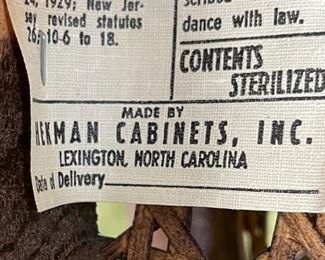 24, 1929; New Jer-
sey revised statutes
26:10-6 to 18.
dance with law.
CONTENTS
STERILIZED
MADE BY
HEKMAN CABINETS, INC.
LEXINGTON, NORTH CAROLINA
Date of Delivery